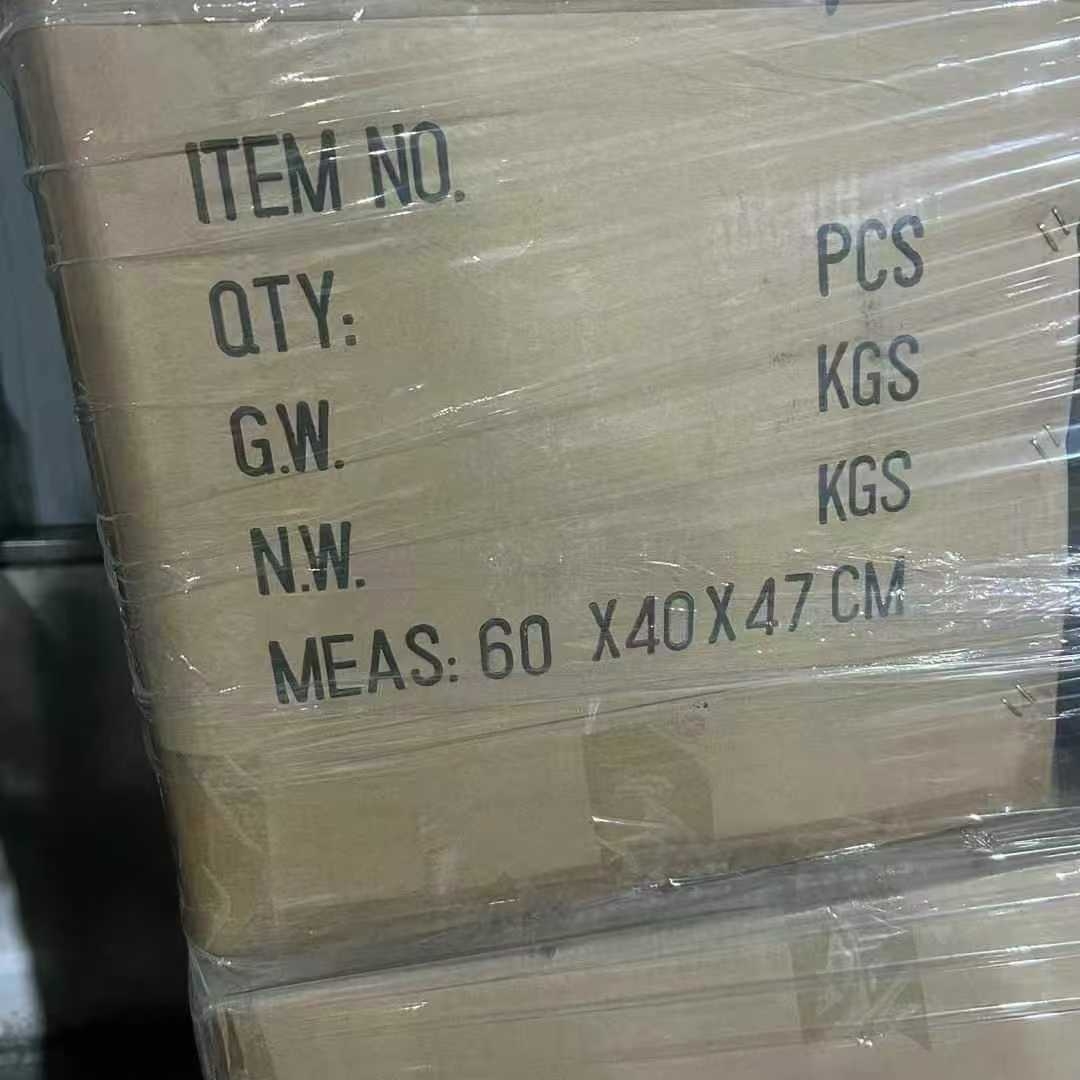 ITEM NO.
QTY: PCS
G.W. KGS
N.W. KGS
MEAS: 60 X40X47 CM